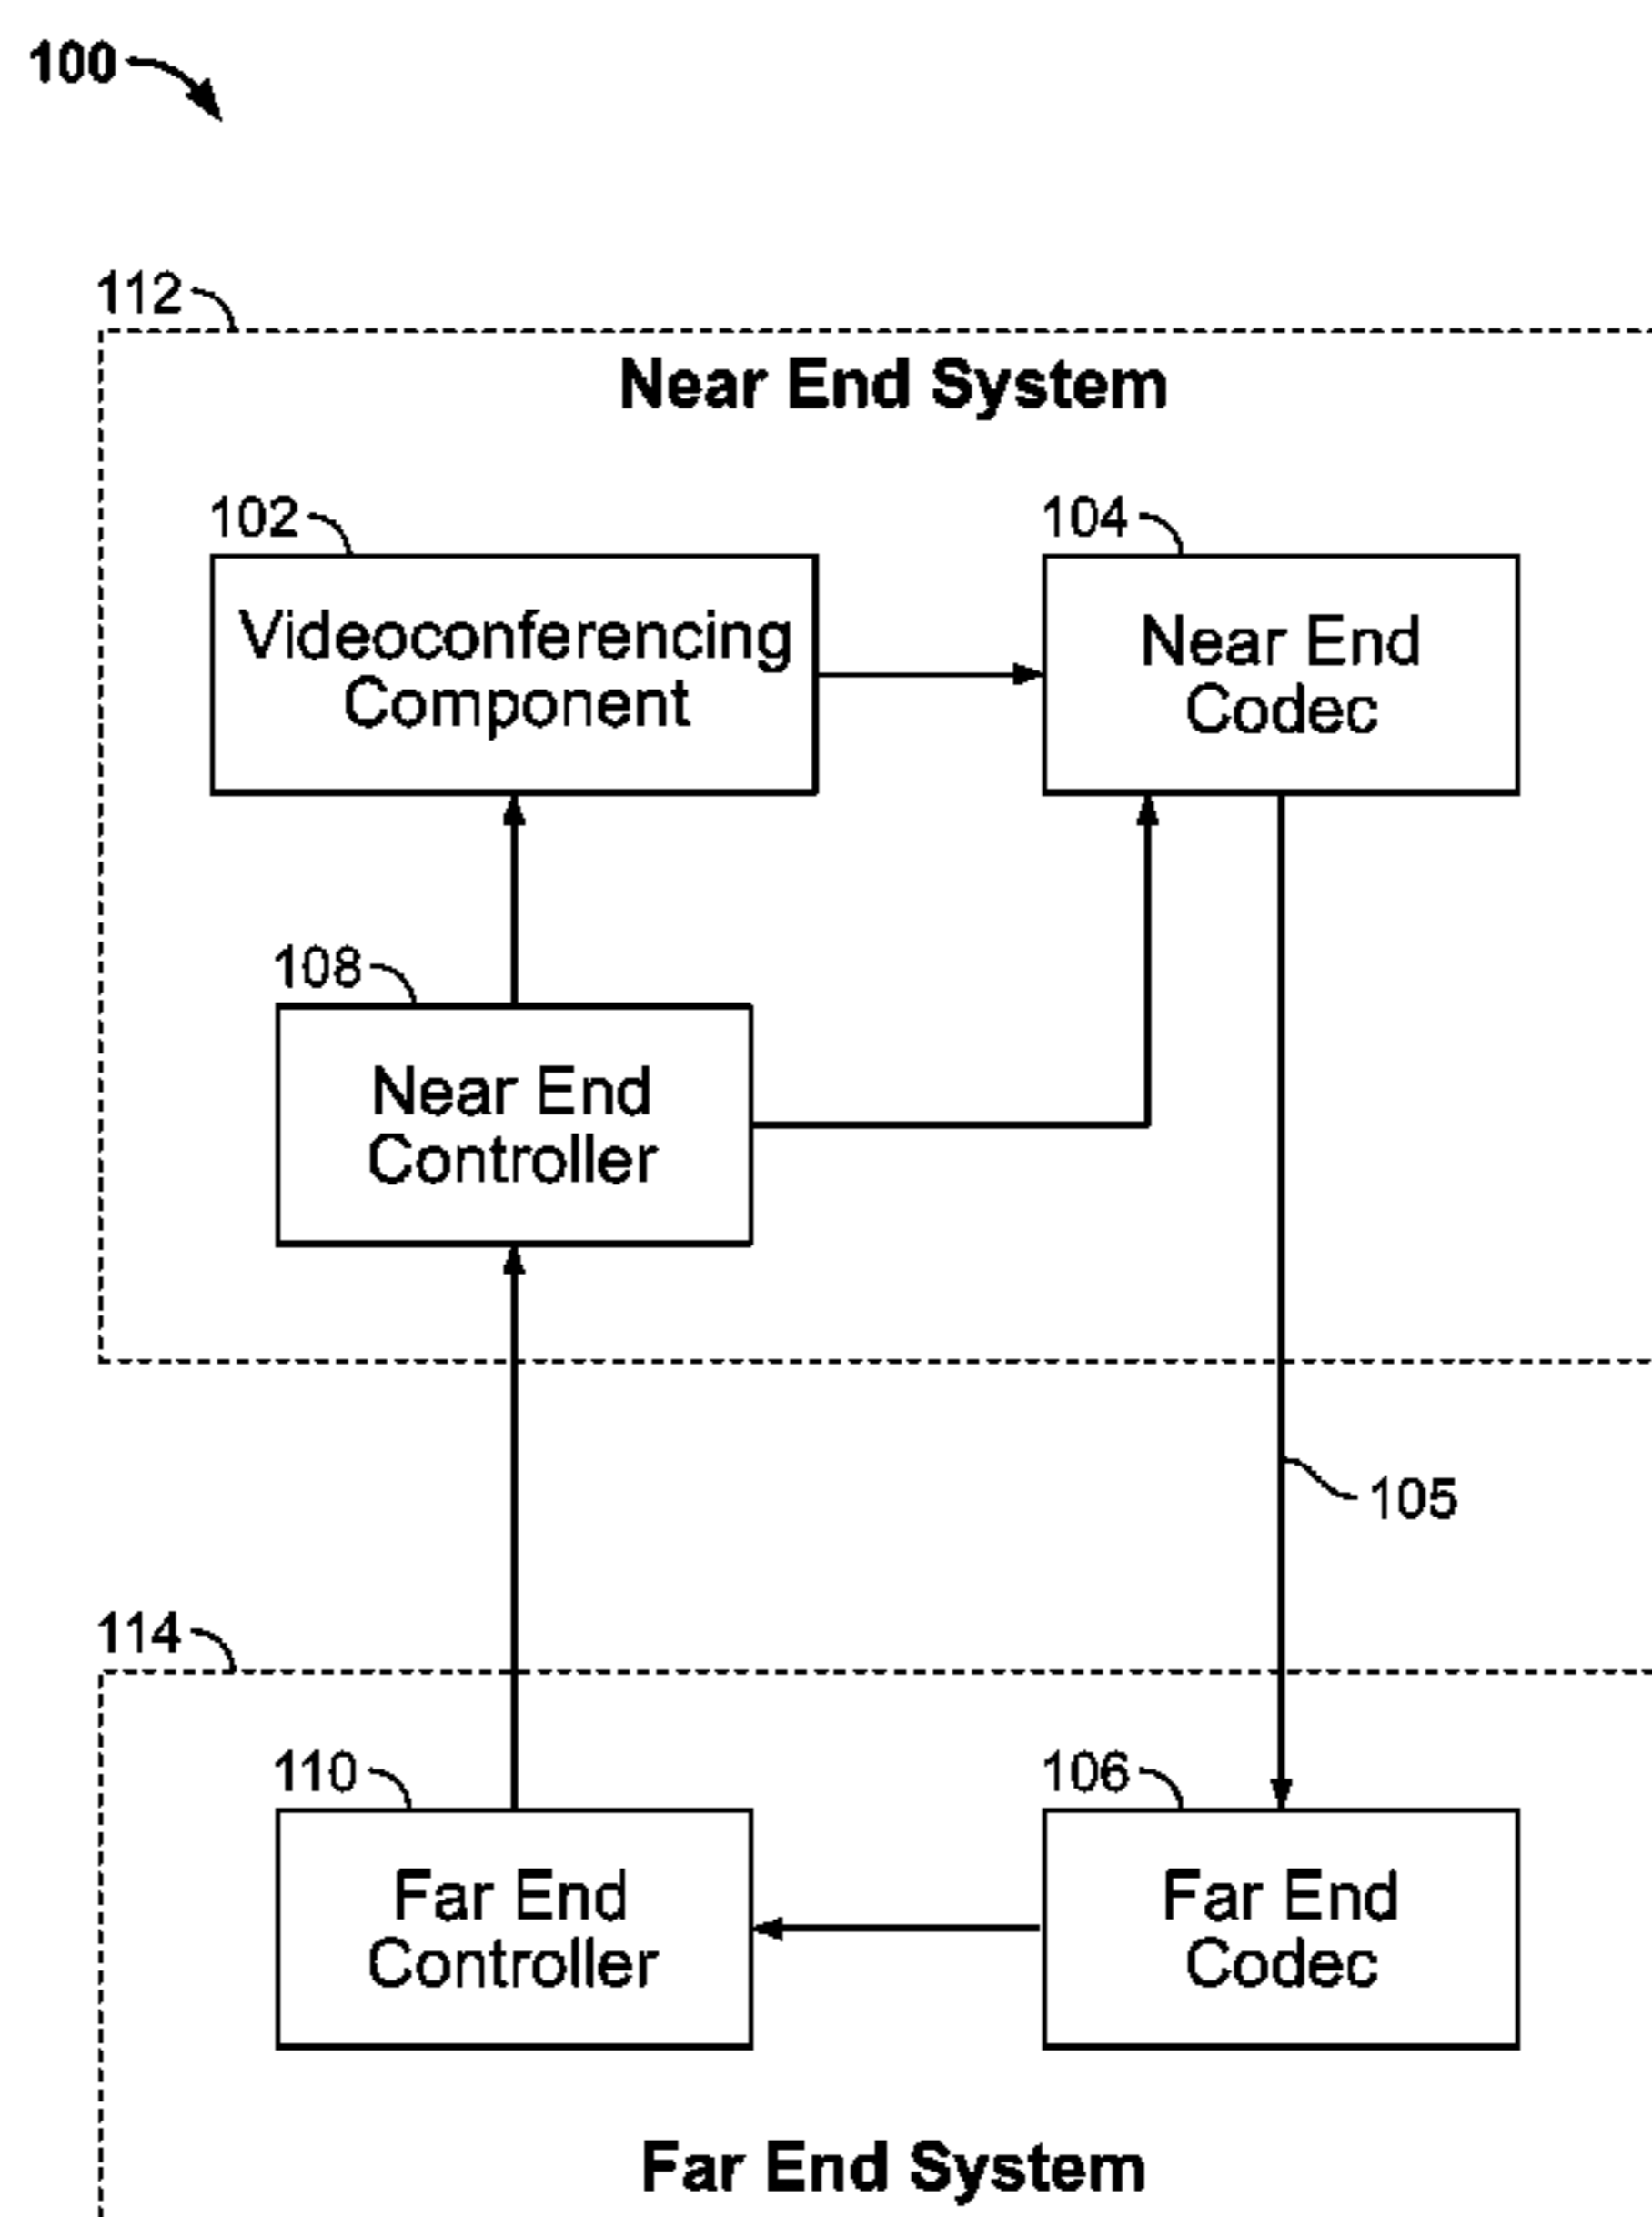 100
112
Near End System
102
104
Videoconferencing
Component
Near End
Codec
108
Near End
Controller
105
114
110
106
Far End
Controller
Far End
Codec
Far End System